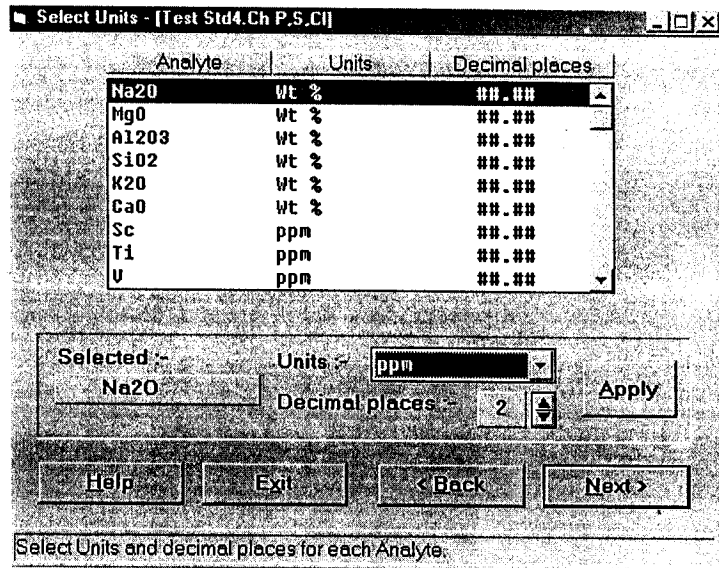 Select Units - [Test Std4.Ch P,S,Cl]
Analyte Units Decimal places
Na2O Wt % ##.##
MgO Wt % ##.##
Al2O3 Wt % ##.##
SiO2 Wt % ##.##
K2O Wt % ##.##
CaO Wt % ##.##
Sc ppm ##.##
Ti ppm ##.##
V ppm ##.##
Selected :- Units :- ppm
Na2O Decimal places :- 2 Apply
Help Exit < Back Next >
Select Units and decimal places for each Analyte.